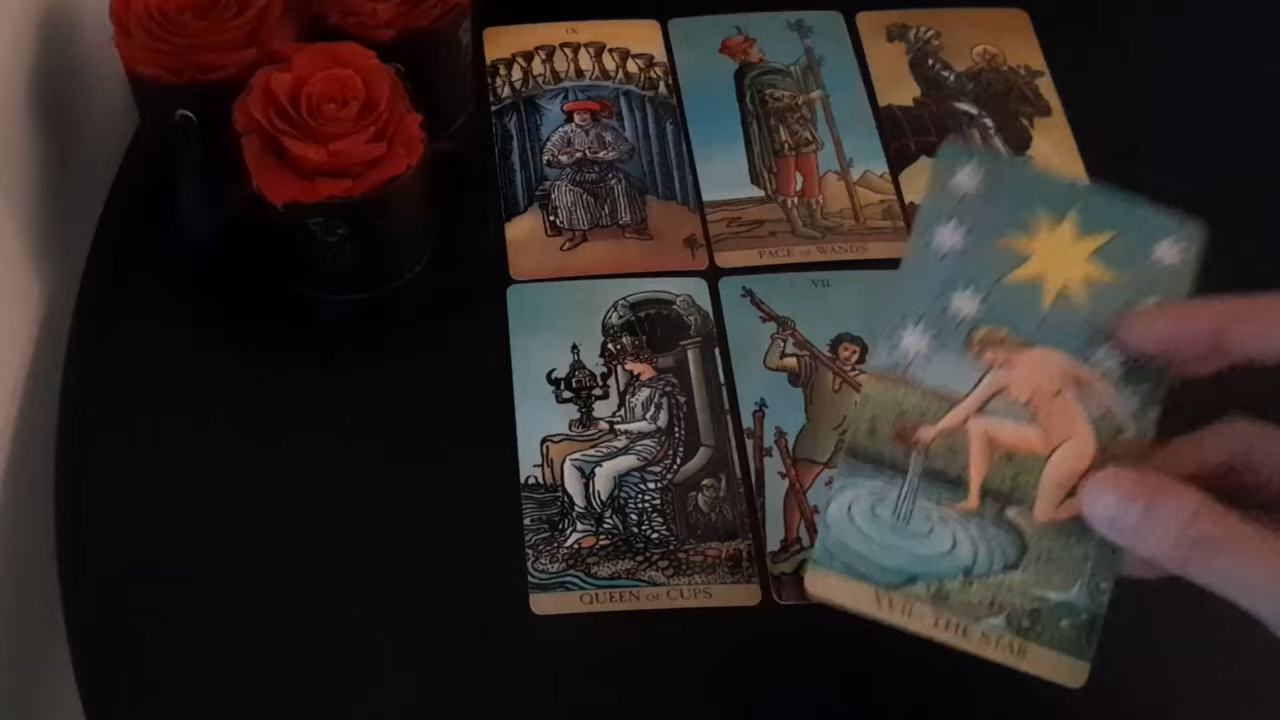 IX
PAGE OF WANDS
VII
QUEEN OF CUPS
XVII THE STAR